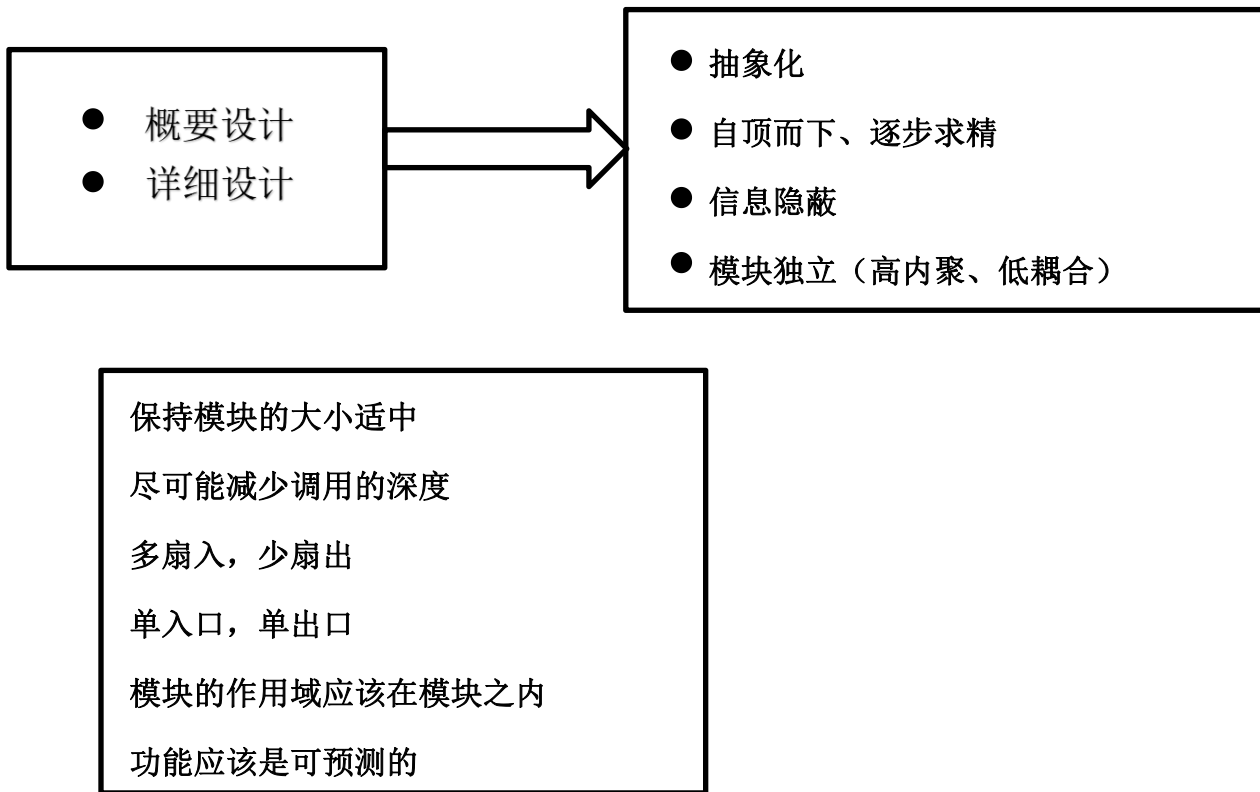 ● 概要设计
● 详细设计
● 抽象化
● 自顶而下、逐步求精
● 信息隐蔽
● 模块独立（高内聚、低耦合）
保持模块的大小适中
尽可能减少调用的深度
多扇入，少扇出
单入口，单出口
模块的作用域应该在模块之内
功能应该是可预测的